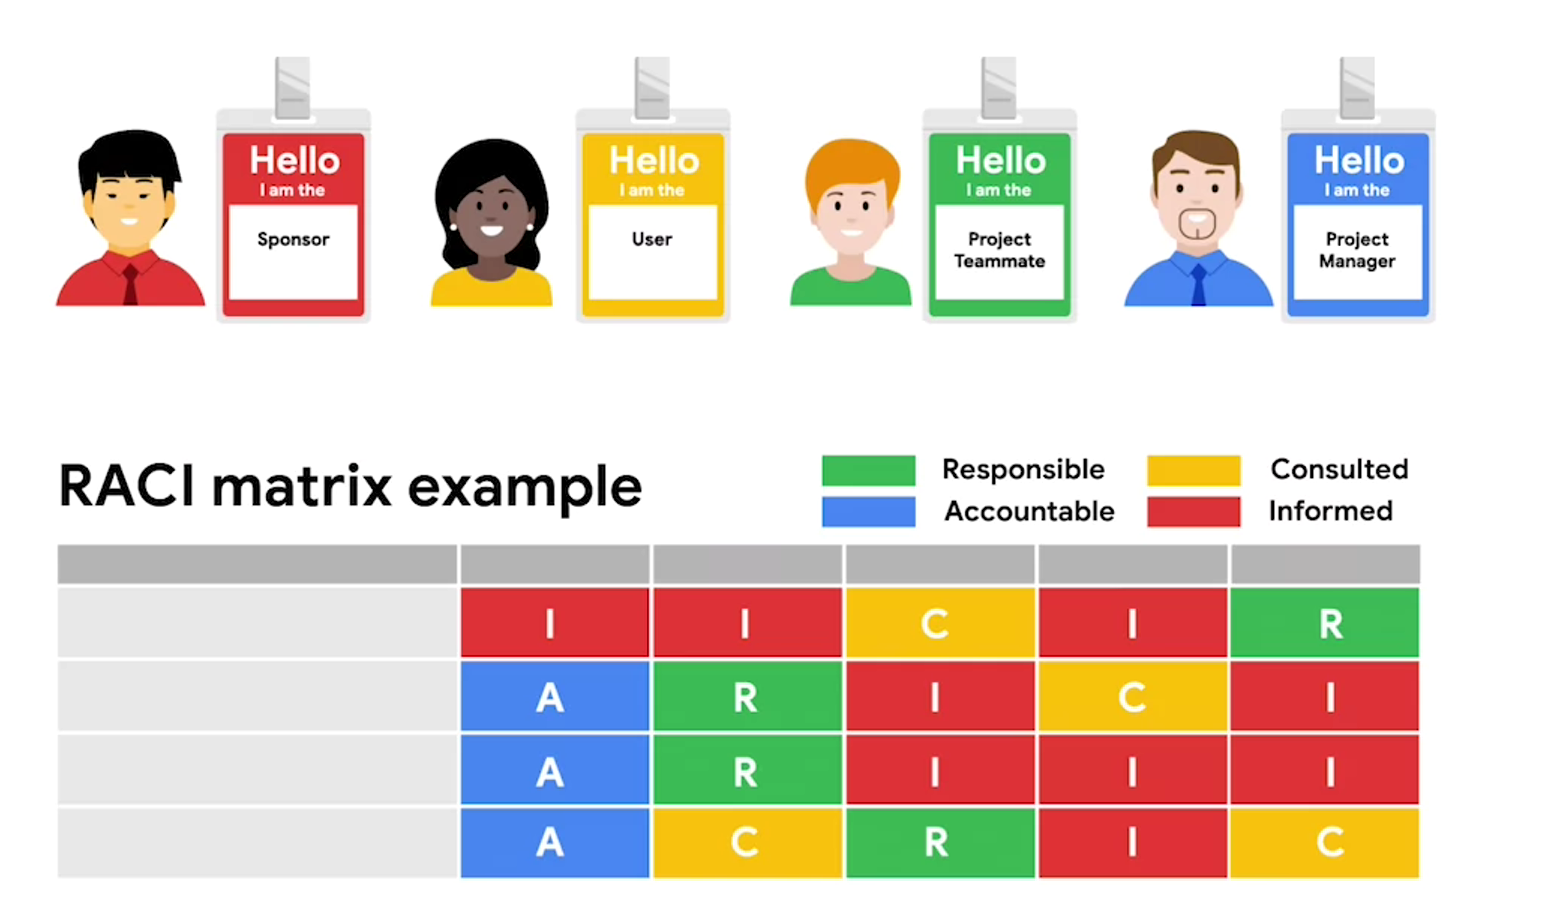 Hello
I am the
Sponsor
Hello
I am the
User
Hello
I am the
Project
Teammate
Hello
I am the
Project
Manager
RACI matrix example
Responsible
Consulted
Accountable
Informed
I I C I R
A R I C I
A R I I I
A C R I C